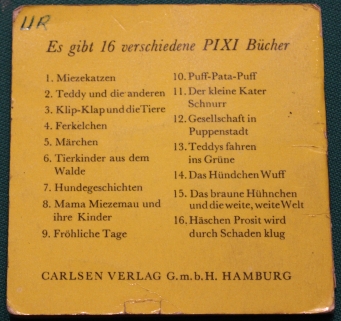 UR
Es gibt 16 verschiedene PIXI Bücher
1. Miezekatzen
2. Teddy und die anderen
3. Klip-Klap und die Tiere
4. Ferkelchen
5. Märchen
6. Tierkinder aus dem
Walde
7. Hundegeschichten
8. Mama Miezemau und
ihre Kinder
9. Fröhliche Tage
10. Puff-Pata-Puff
11. Der kleine Kater
Schnurr
12. Gesellschaft in
Puppenstadt
13. Teddys fahren
ins Grüne
14. Das Hündchen Wuff
15. Das braune Hühnchen
und die weite, weite Welt
16. Häschen Prosit wird
durch Schaden klug
CARLSEN VERLAG G.m.b.H. HAMBURG